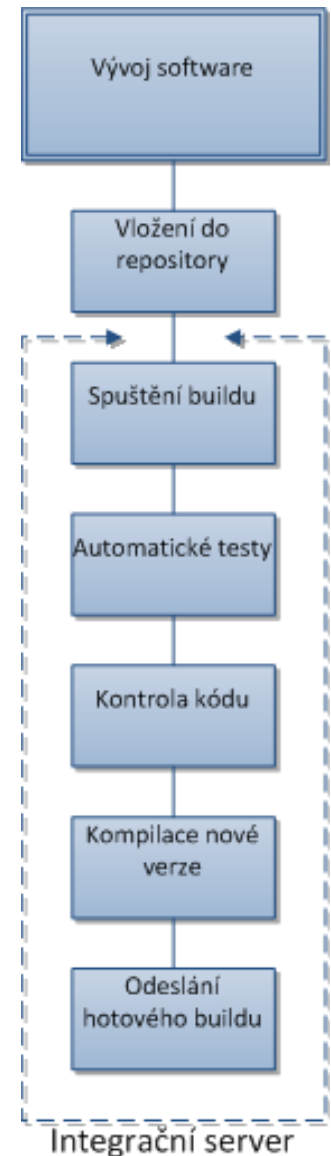 Vývoj software
Vložení do
repository
Spuštění buildu
Automatické testy
Kontrola kódu
Kompilace nové
verze
Odeslání
hotového buildu
Integrační server